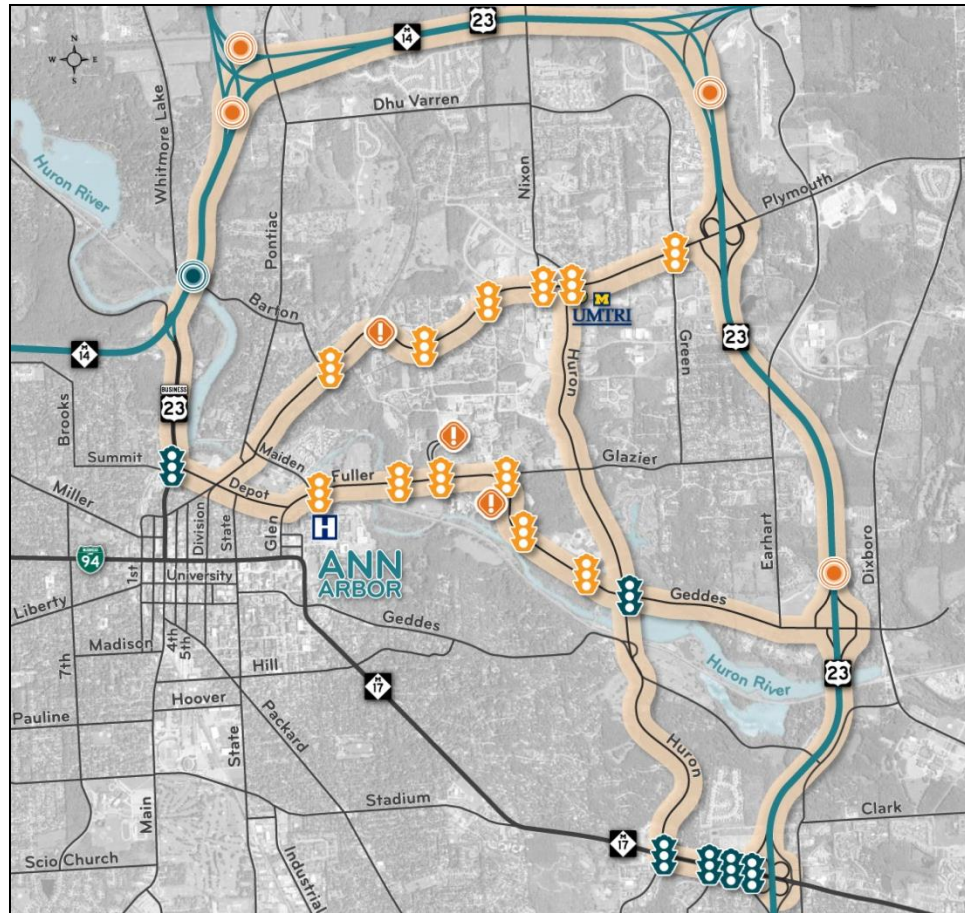 23
M
14
N
W E
S
Whitmore Lake
Dhu Varren
Huron River
Nixon
Plymouth
Pontiac
Barton
M
UMTRI
M
14
23
Green
Huron
BUSINESS
23
Brooks
Summit
Maiden
Fuller
Glazier
Miller
Depot
Division
State
Glen
H
Earhart
Dixboro
94
1st
University
ANN
ARBOR
Liberty
Geddes
Geddes
Madison
4th
5th
7th
Hill
Huron River
23
M
17
Hoover
Pauline
State
Packard
Huron
Main
Stadium
Clark
M
17
Scio Church
Industrial